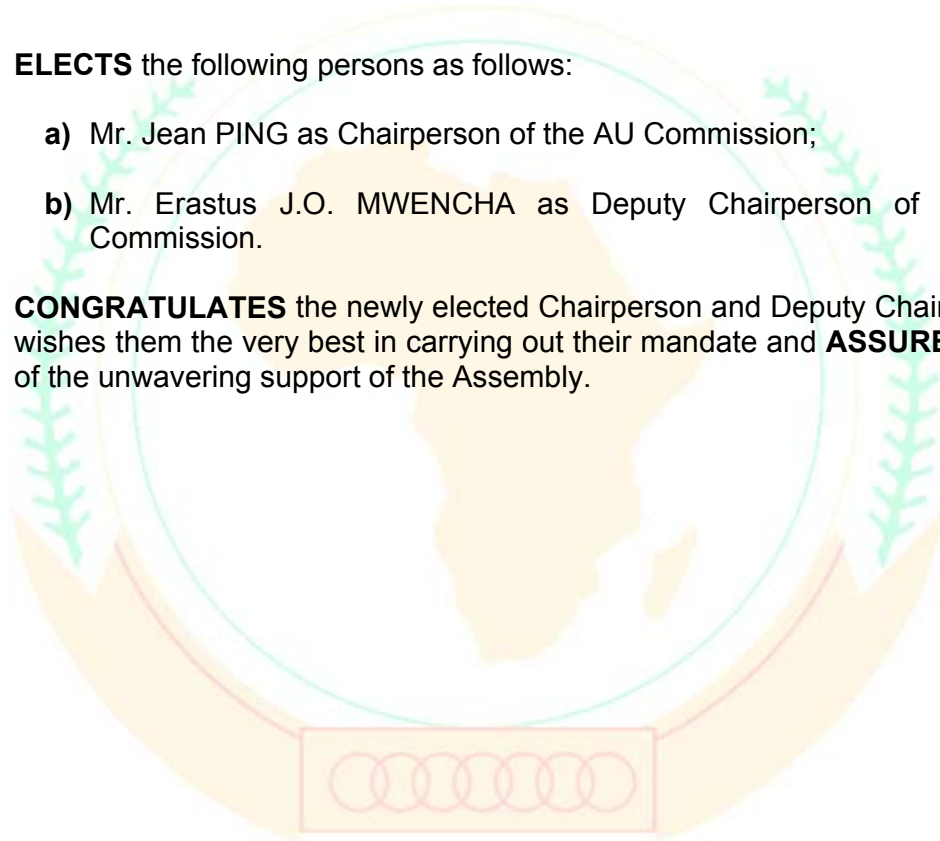 ELECTS the following persons as follows:
a) Mr. Jean PING as Chairperson of the AU Commission;
b) Mr. Erastus J.O. MWENCHA as Deputy Chairperson of
Commission.
CONGRATULATES the newly elected Chairperson and Deputy Chair
wishes them the very best in carrying out their mandate and ASSURE
of the unwavering support of the Assembly.